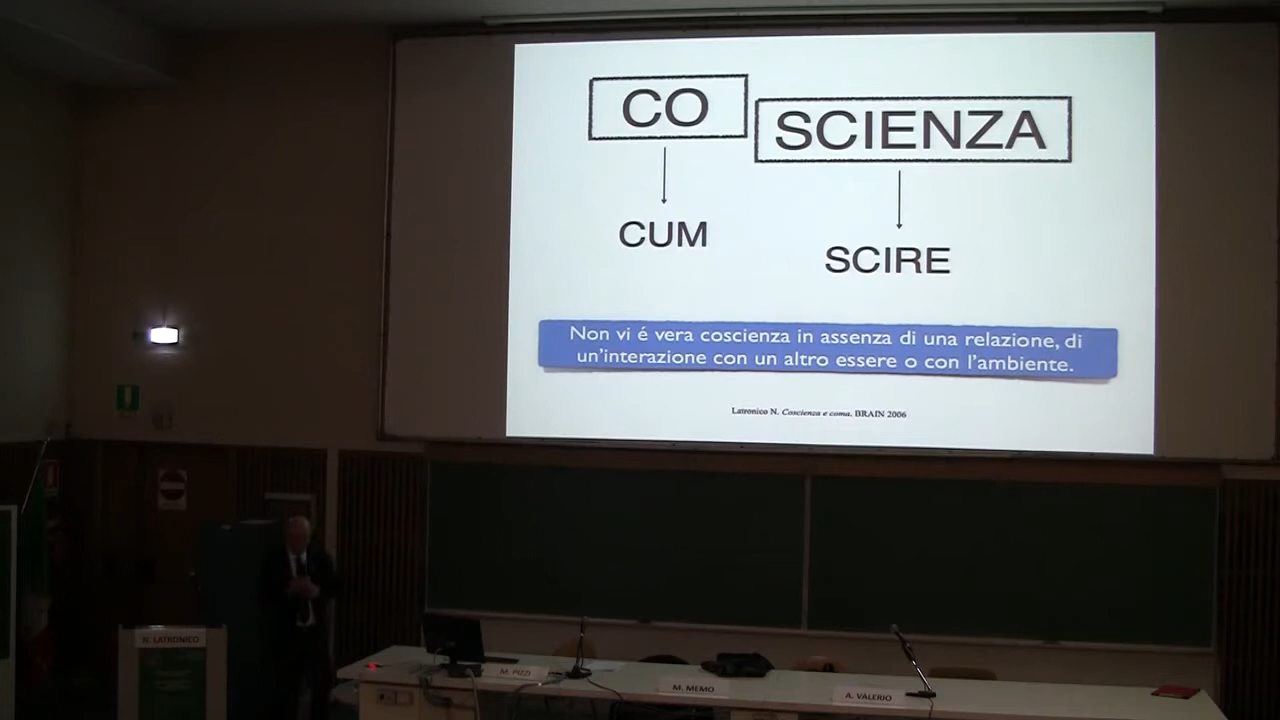 CO
SCIENZA
CUM
SCIRE
Non vi é vera coscienza in assenza di una relazione, di
un'interazione con un altro essere o con l'ambiente.
Latronico N. Coscienza e coma. BRAIN 2006
N. LATRONICO
M. PIZZI
M. MEMO
A. VALERIO